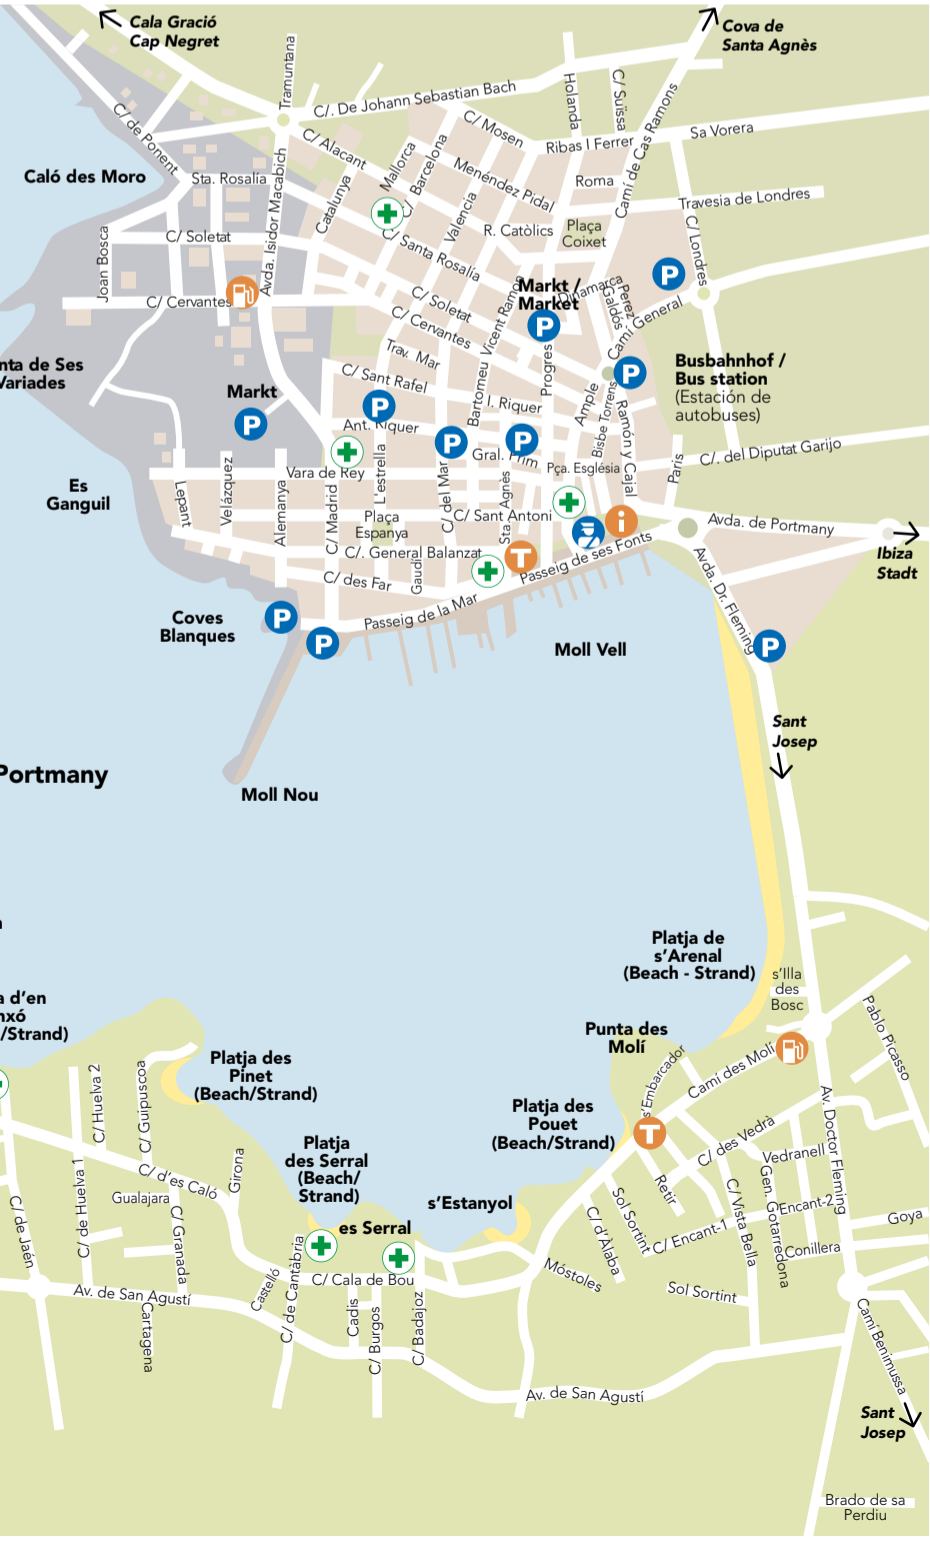 Cala Gració
Cap Negret
Cova de
Santa Agnès
Tramuntana
C/. De Johann Sebastian Bach
Holanda
C/ Suïssa
Camí de Cas Ramons
C/ de Ponent
C/ Alacant
C/ Mosen
Ribas I Ferrer
Sa Vorera
Mallorca
C/ Barcelona
Menéndez Pidal
Caló des Moro
Sta. Rosalía
Avda. Isidor Macabich
Catalunya
Valencia
Roma
Travesia de Londres
R. Catòlics
Plaça
Coixet
C/ Londres
Joan Bosca
C/ Soletat
C/ Santa Rosalía
C/ Cervantes
C/ Soletat
C/ Cervantes
Markt /
Market
Dinamarca
Perez
Galdós
P
P
Camí General
Trav. Mar
Bartomeu Vicent Ramon
Progres
nta de Ses
Variades
Markt
C/ Sant Rafel
I. Riquer
Ample
Bisbe Torrens
Ramón y Cajal
P
Busbahnhof /
Bus station
(Estación de
autobuses)
P
P
Ant. Riquer
P
P
Gral. Prim
Pça. Església
C/. del Diputat Garijo
París
Es
Ganguil
Lepant
Velázquez
Alemanya
Vara de Rey
C/ Madrid
L'estrella
C/ del Mar
Sta. Agnès
C/ Sant Antoni
Plaça
Espanya
i
Avda. de Portmany
C/. General Balanzat
T
Passeig de ses Fonts
Ibiza
Stadt
C/ des Far
Gaudí
Avda. Dr. Fleming
Coves
Blanques
P
P
Passeig de la Mar
Moll Vell
P
Sant
Josep
Portmany
Moll Nou
Platja de
s'Arenal
(Beach - Strand)
s'Illa
des
Bosc
a d'en
nxó
/Strand)
Punta des
Molí
Pablo Picasso
Platja des
Pinet
(Beach/Strand)
s'Embarcador
Camí des Molí
C/ Huelva 2
C/ Guipdcosoa
Platja des
Pouet
(Beach/Strand)
T
Av. Doctor Fleming
Platja
des Serral
(Beach/
Strand)
C/ des Vedrà
Vedranell
C/ d'es Caló
Girona
Gualajara
s'Estanyol
Retir
Sol Sortint
C/ d'Àlaba
C/ Vista Bella
Gen. Gotarredona
Encant-2
Goya
C/ de Jaén
C/ de Huelva 1
C/ Granada
es Serral
C/ Encant-1
Conillera
C/ de Cantàbria
Castelló
C/ Cala de Bou
Móstoles
Sol Sortint
Av. de San Agustí
Cartagena
Cadis
C/ Burgos
C/ Badajoz
Camí Benimussa
Av. de San Agustí
Sant
Josep
Brado de sa
Perdiu